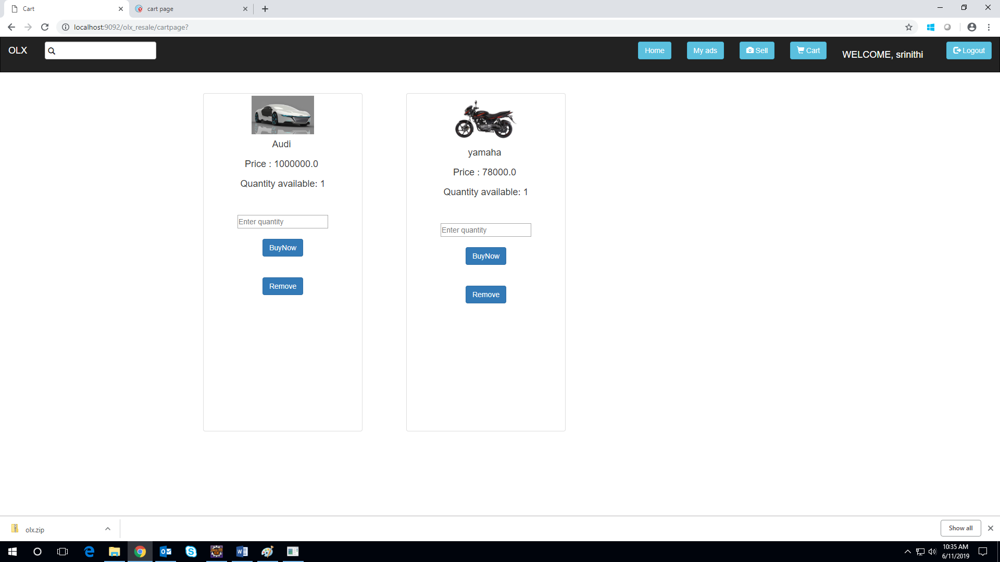 Cart
cart page
localhost:9092/olx_resale/cartpage?
OLX
Home
My ads
Sell
Cart
WELCOME, srinithi
Logout
Audi
Price : 1000000.0
Quantity available: 1
Enter quantity
BuyNow
Remove
yamaha
Price : 78000.0
Quantity available: 1
Enter quantity
BuyNow
Remove
olx.zip
Show all
10:35 AM
6/11/2019